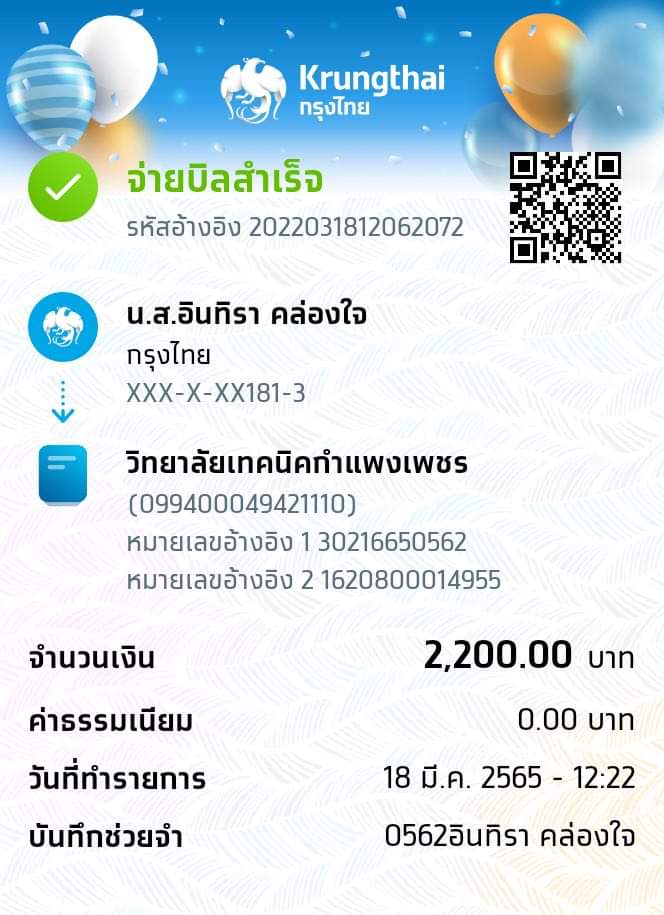 Krungthai
กรุงไทย
จ่ายบิลสำเร็จ
รหัสอ้างอิง 2022031812062072
น.ส.อินทิรา คล่องใจ
กรุงไทย
XXX-X-XX181-3
วิทยาลัยเทคนิคกำแพงเพชร
(099400049421110)
หมายเลขอ้างอิง 1 30216650562
หมายเลขอ้างอิง 2 1620800014955
จำนวนเงิน 2,200.00 บาท
ค่าธรรมเนียม 0.00 บาท
วันที่ทำรายการ 18 มี.ค. 2565 - 12:22
บันทึกช่วยจำ 0562อินทิรา คล่องใจ